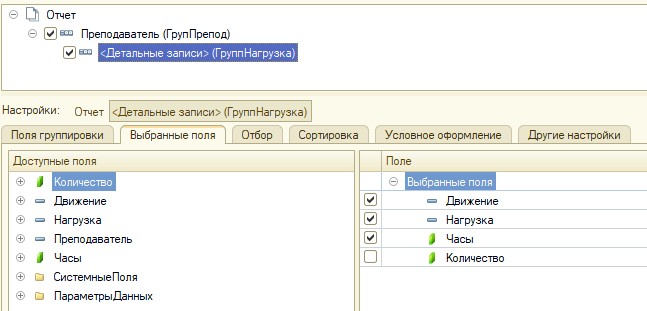 Отчет
Преподаватель (ГрупПрепод)
<Детальные записи> (ГруппНагрузка)
Настройки: Отчет <Детальные записи> (ГруппНагрузка)
Поля группировки Выбранные поля Отбор Сортировка Условное оформление Другие настройки
Доступные поля Поле
Количество Выбранные поля
Движение Движение
Нагрузка Нагрузка
Преподаватель Часы
Часы Количество
СистемныеПоля
ПараметрыДанных